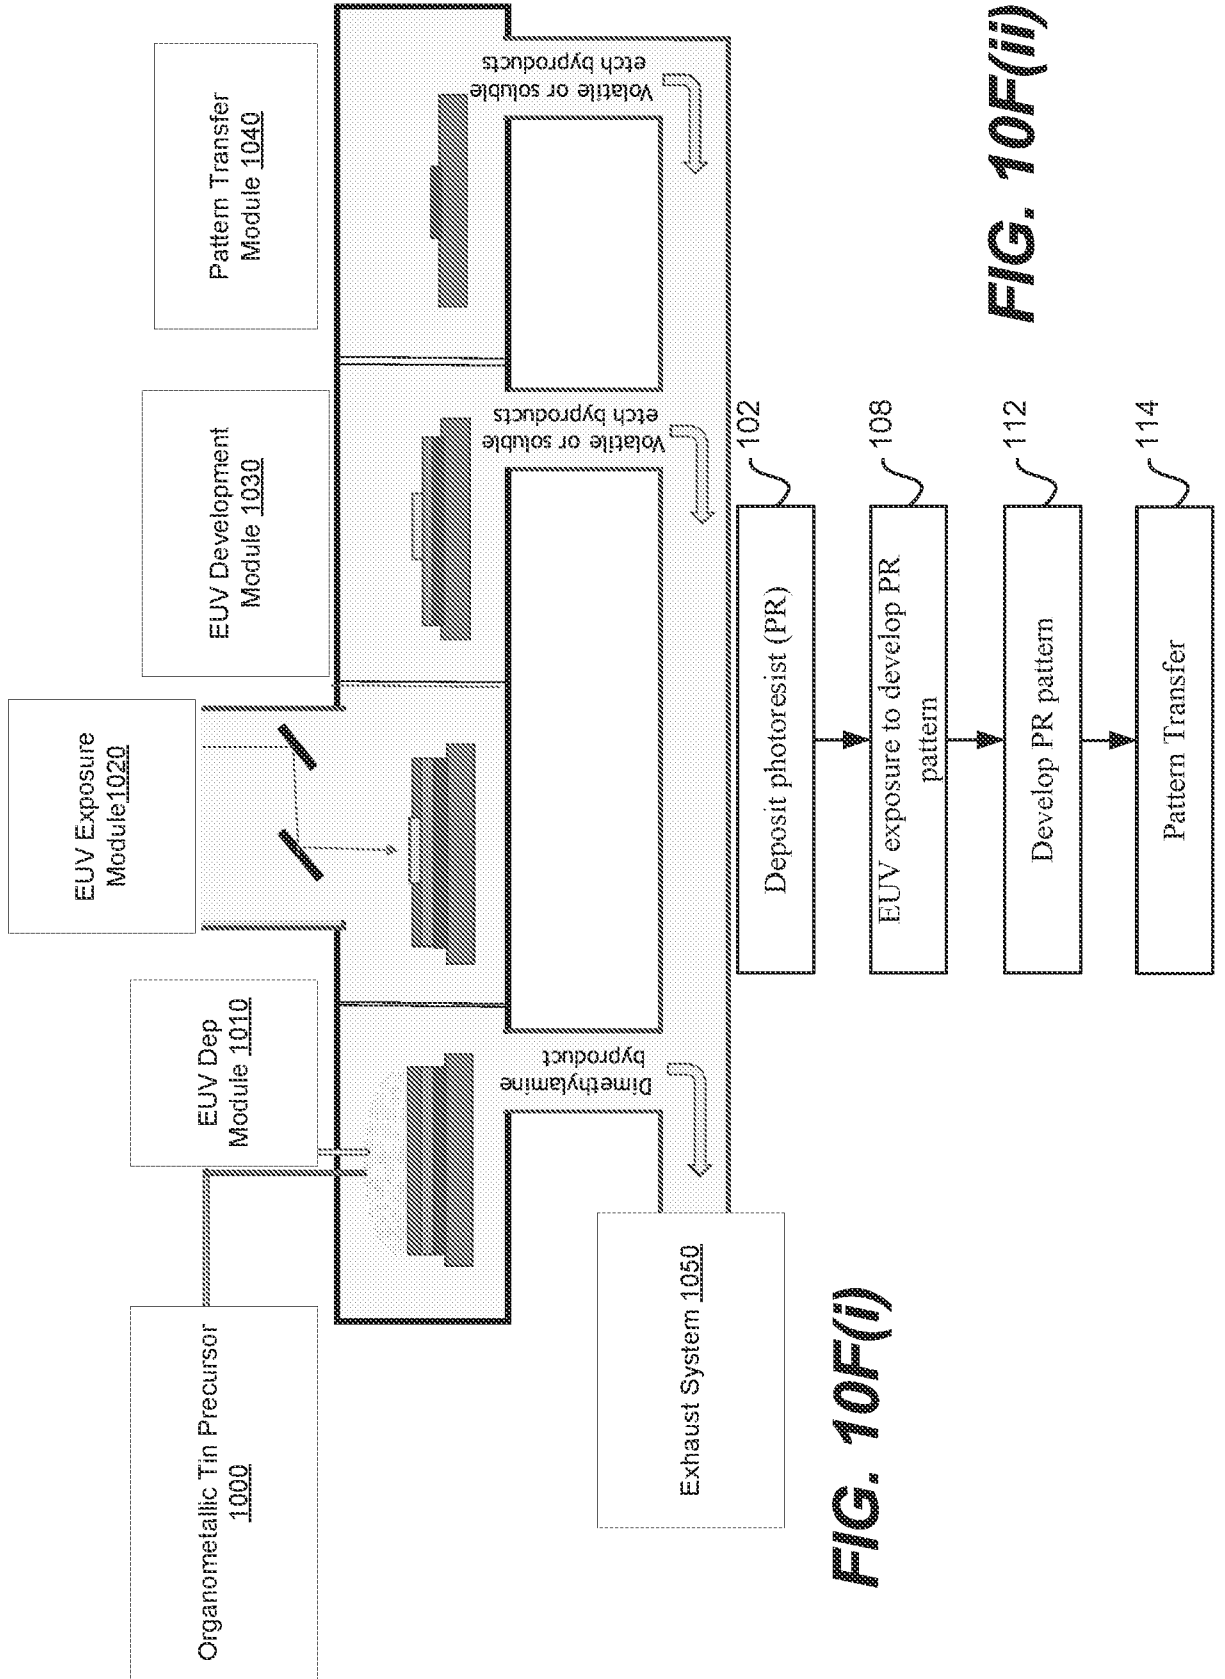 Organometallic Tin Precursor
1000
EUV Dep
Module 1010
EUV Exposure
Module1020
EUV Development
Module 1030
Pattern Transfer
Module 1040
Dimethylamine
byproduct
Volatile or soluble
etch byproducts
Volatile or soluble
etch byproducts
Exhaust System 1050
FIG. 10F(i)
Deposit photoresist (PR)
102
EUV exposure to develop PR
pattern
108
Develop PR pattern
112
Pattern Transfer
114
FIG. 10F(ii)